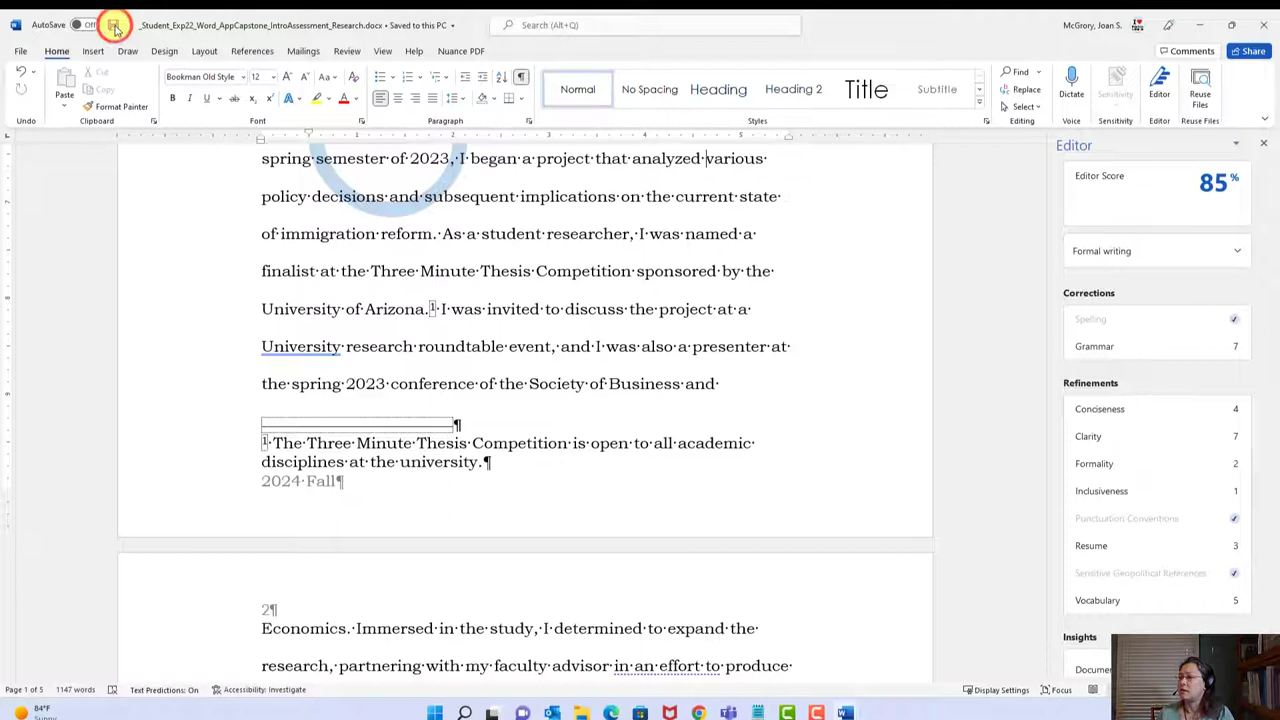 AutoSave Off _Student_Exp22_Word_AppCapstone_IntroAssessment_Research.docx • Saved to this PC Search (Alt+Q) McGrory, Joan S.
File Home Insert Draw Design Layout References Mailings Review View Help Nuance PDF Comments Share
Paste Cut Copy Format Painter Bookman Old Style 12 Normal No Spacing Heading Heading 2 Title Subtitle Find Replace Select Dictate Sensitivity Editor Reuse Files
Undo Clipboard Font Paragraph Styles Editing Voice Sensitivity Editor Reuse Files
spring·semester·of·2023,·I·began·a·project·that·analyzed·various·
policy·decisions·and·subsequent·implications·on·the·current·state·
of·immigration·reform.·As·a·student·researcher,·I·was·named·a·
finalist·at·the·Three·Minute·Thesis·Competition·sponsored·by·the·
University·of·Arizona.1·I·was·invited·to·discuss·the·project·at·a·
University·research·roundtable·event,·and·I·was·also·a·presenter·at·
the·spring·2023·conference·of·the·Society·of·Business·and·
¶
1·The·Three·Minute·Thesis·Competition·is·open·to·all·academic·
disciplines·at·the·university.¶
2024·Fall¶
2¶
Economics.·Immersed·in·the·study,·I·determined·to·expand·the·
research,·partnering·with·my·faculty·advisor·in·an·effort·to·produce·
Editor
Editor Score 85%
Formal writing
Corrections
Spelling
Grammar 7
Refinements
Conciseness 4
Clarity 7
Formality 2
Inclusiveness 1
Punctuation Conventions
Resume 3
Sensitive Geopolitical References
Vocabulary 5
Insights
Page 1 of 5 1147 words Text Predictions: On Accessibility: Investigate Display Settings Focus
84°F
Sunny